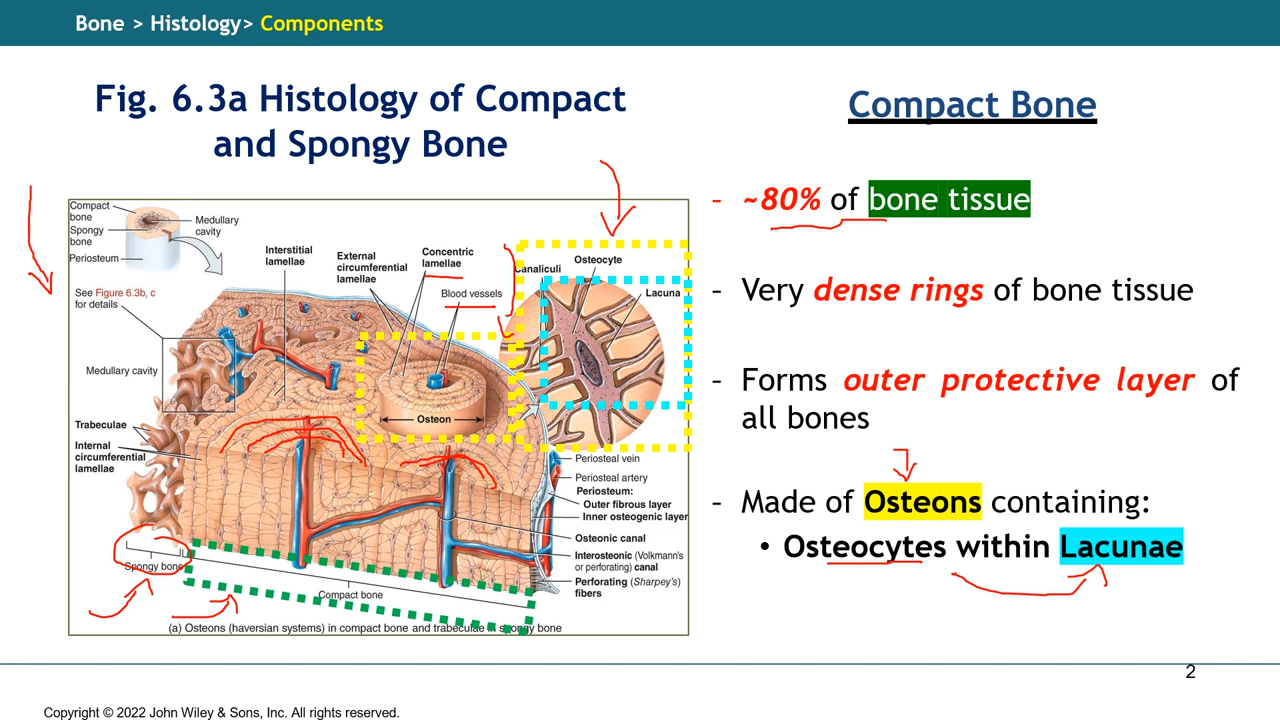 Bone > Histology> Components
Fig. 6.3a Histology of Compact
and Spongy Bone
Compact
bone
Spongy
bone
Periosteum
Medullary
cavity
See Figure 6.3b, c
for details
Interstitial
lamellae
External
circumferential
lamellae
Concentric
lamellae
Blood vessels
Canaliculi
Osteocyte
Lacuna
Medullary cavity
Trabeculae
Internal
circumferential
lamellae
Osteon
Periosteal vein
Periosteal artery
Periosteum:
Outer fibrous layer
Inner osteogenic layer
Osteonic canal
Interosteonic (Volkmann's
or perforating) canal
Perforating (Sharpey's)
fibers
Spongy bone
Compact bone
(a) Osteons (haversian systems) in compact bone and trabeculae in spongy bone
Compact Bone
– ~80% of bone tissue
– Very dense rings of bone tissue
– Forms outer protective layer of
all bones
– Made of Osteons containing:
• Osteocytes within Lacunae
2
Copyright © 2022 John Wiley & Sons, Inc. All rights reserved.